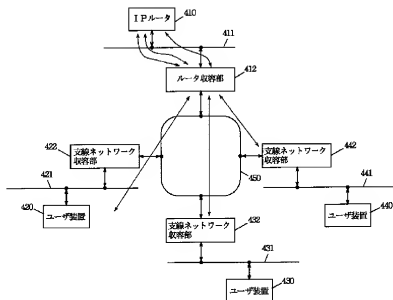 IPルータ
410
411
ルータ収容部
412
422
支線ネットワーク
収容部
支線ネットワーク
収容部
442
421
450
441
420
ユーザ装置
支線ネットワーク
収容部
432
ユーザ装置
440
431
ユーザ装置
430